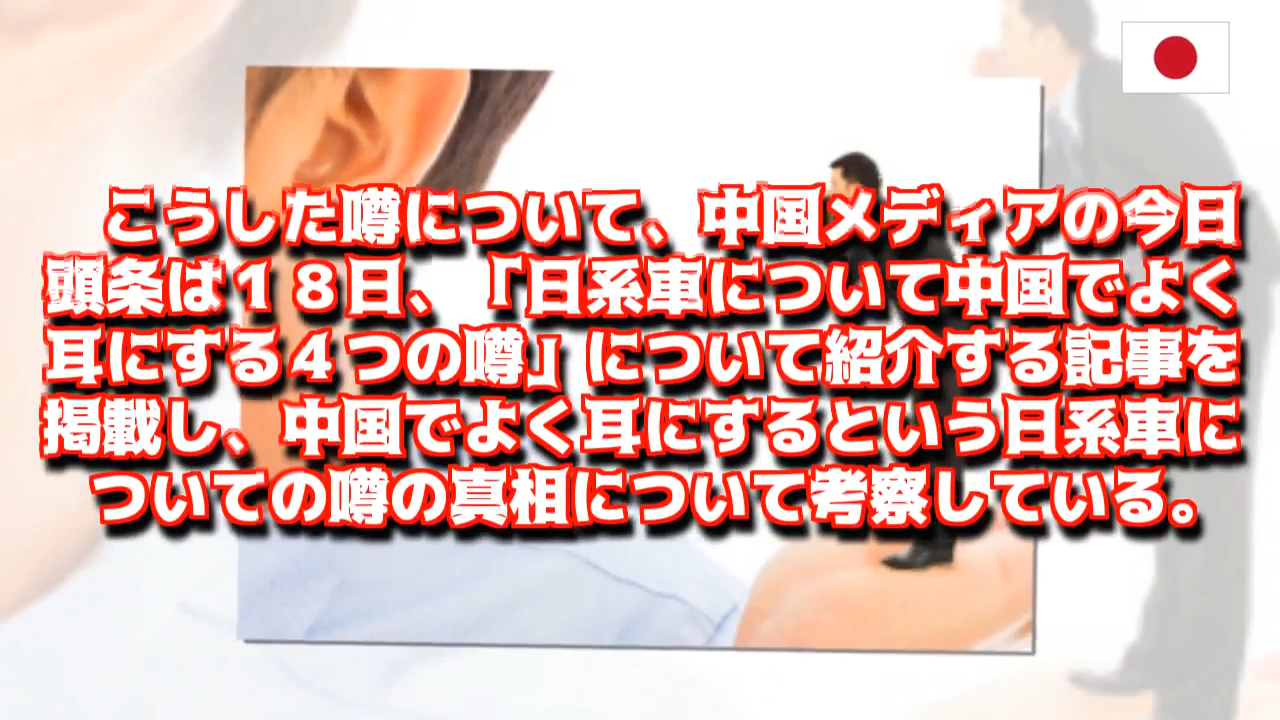 こうした噂について、中国メディアの今日
頭条は１８日、「日系車について中国でよく
耳にする４つの噂」について紹介する記事を
掲載し、中国でよく耳にするという日系車に
ついての噂の真相について考察している。